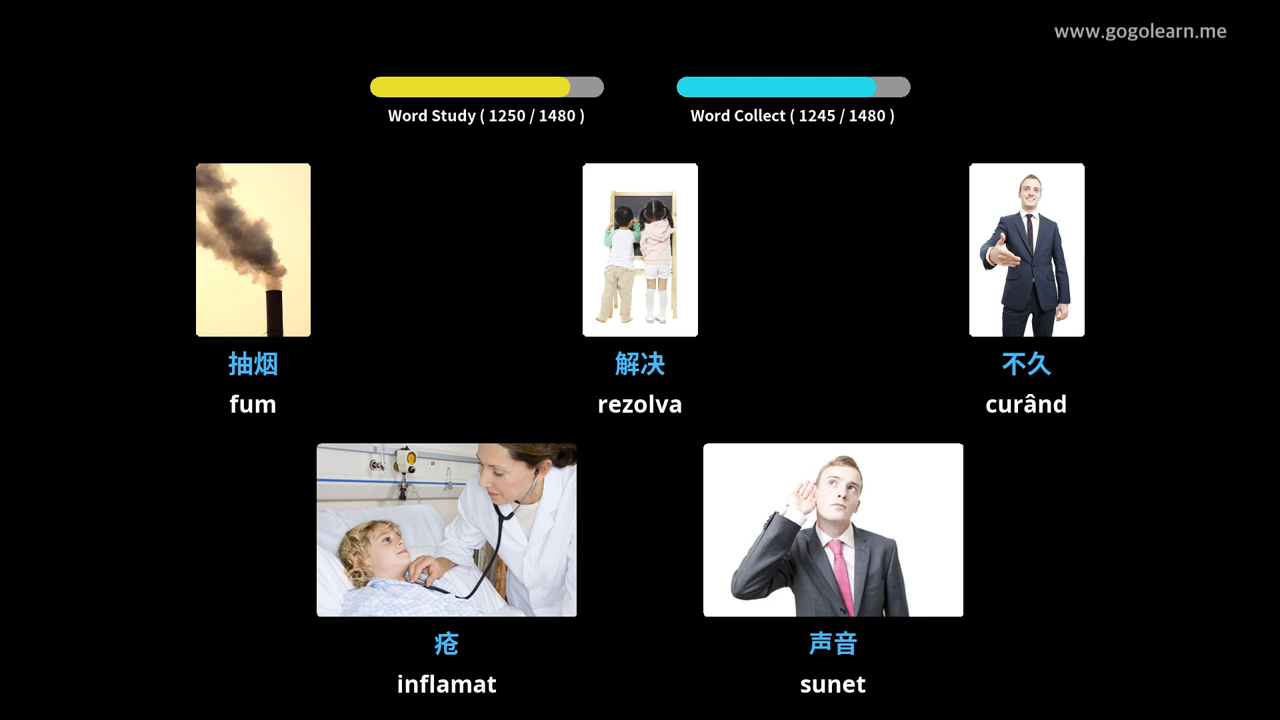 www.gogolearn.me
Word Study ( 1250 / 1480 )
Word Collect ( 1245 / 1480 )
抽烟
解决
不久
fum
rezolva
curând
疮
声音
inflamat
sunet